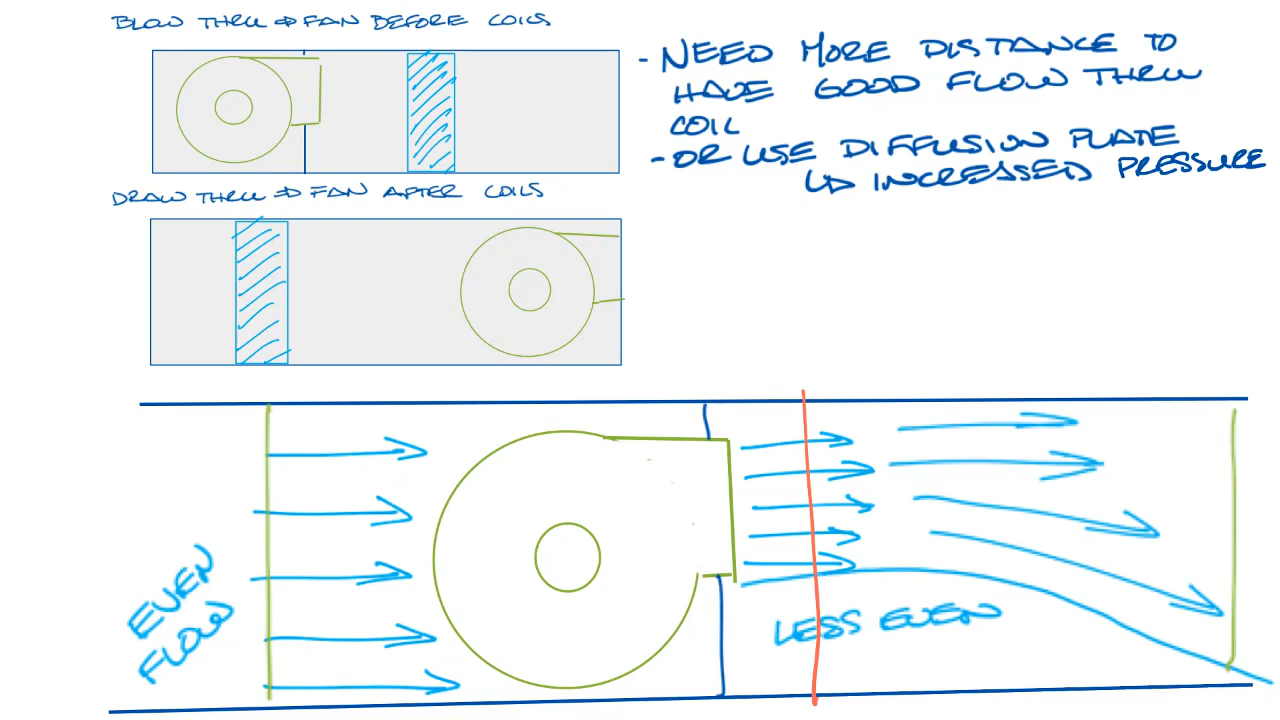 BLOW THRU => FAN BEFORE COILS
- NEED MORE DISTANCE TO
HAVE GOOD FLOW THRU
COIL
- OR USE DIFFUSION PLATE
↳ INCREASED PRESSURE
DRAW THRU => FAN AFTER COILS
EVEN
FLOW
LESS EVEN